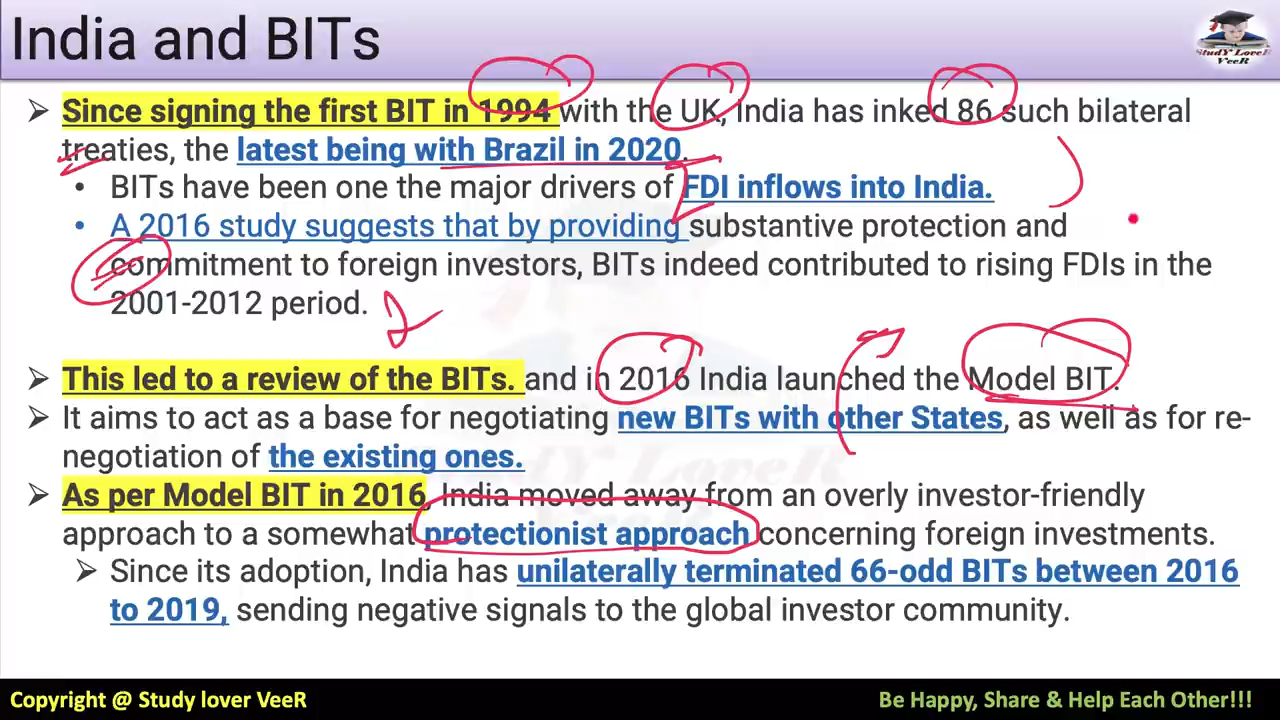 India and BITs
StudY LoveR
VeeR
➤ Since signing the first BIT in 1994 with the UK, India has inked 86 such bilateral
treaties, the latest being with Brazil in 2020.
• BITs have been one the major drivers of FDI inflows into India.
• A 2016 study suggests that by providing substantive protection and
commitment to foreign investors, BITs indeed contributed to rising FDIs in the
2001-2012 period.
➤ This led to a review of the BITs. and in 2016 India launched the Model BIT.
➤ It aims to act as a base for negotiating new BITs with other States, as well as for re-
negotiation of the existing ones.
➤ As per Model BIT in 2016, India moved away from an overly investor-friendly
approach to a somewhat protectionist approach concerning foreign investments.
➤ Since its adoption, India has unilaterally terminated 66-odd BITs between 2016
to 2019, sending negative signals to the global investor community.
StudY LoveR
VeeR
Copyright @ Study lover VeeR
Be Happy, Share & Help Each Other!!!